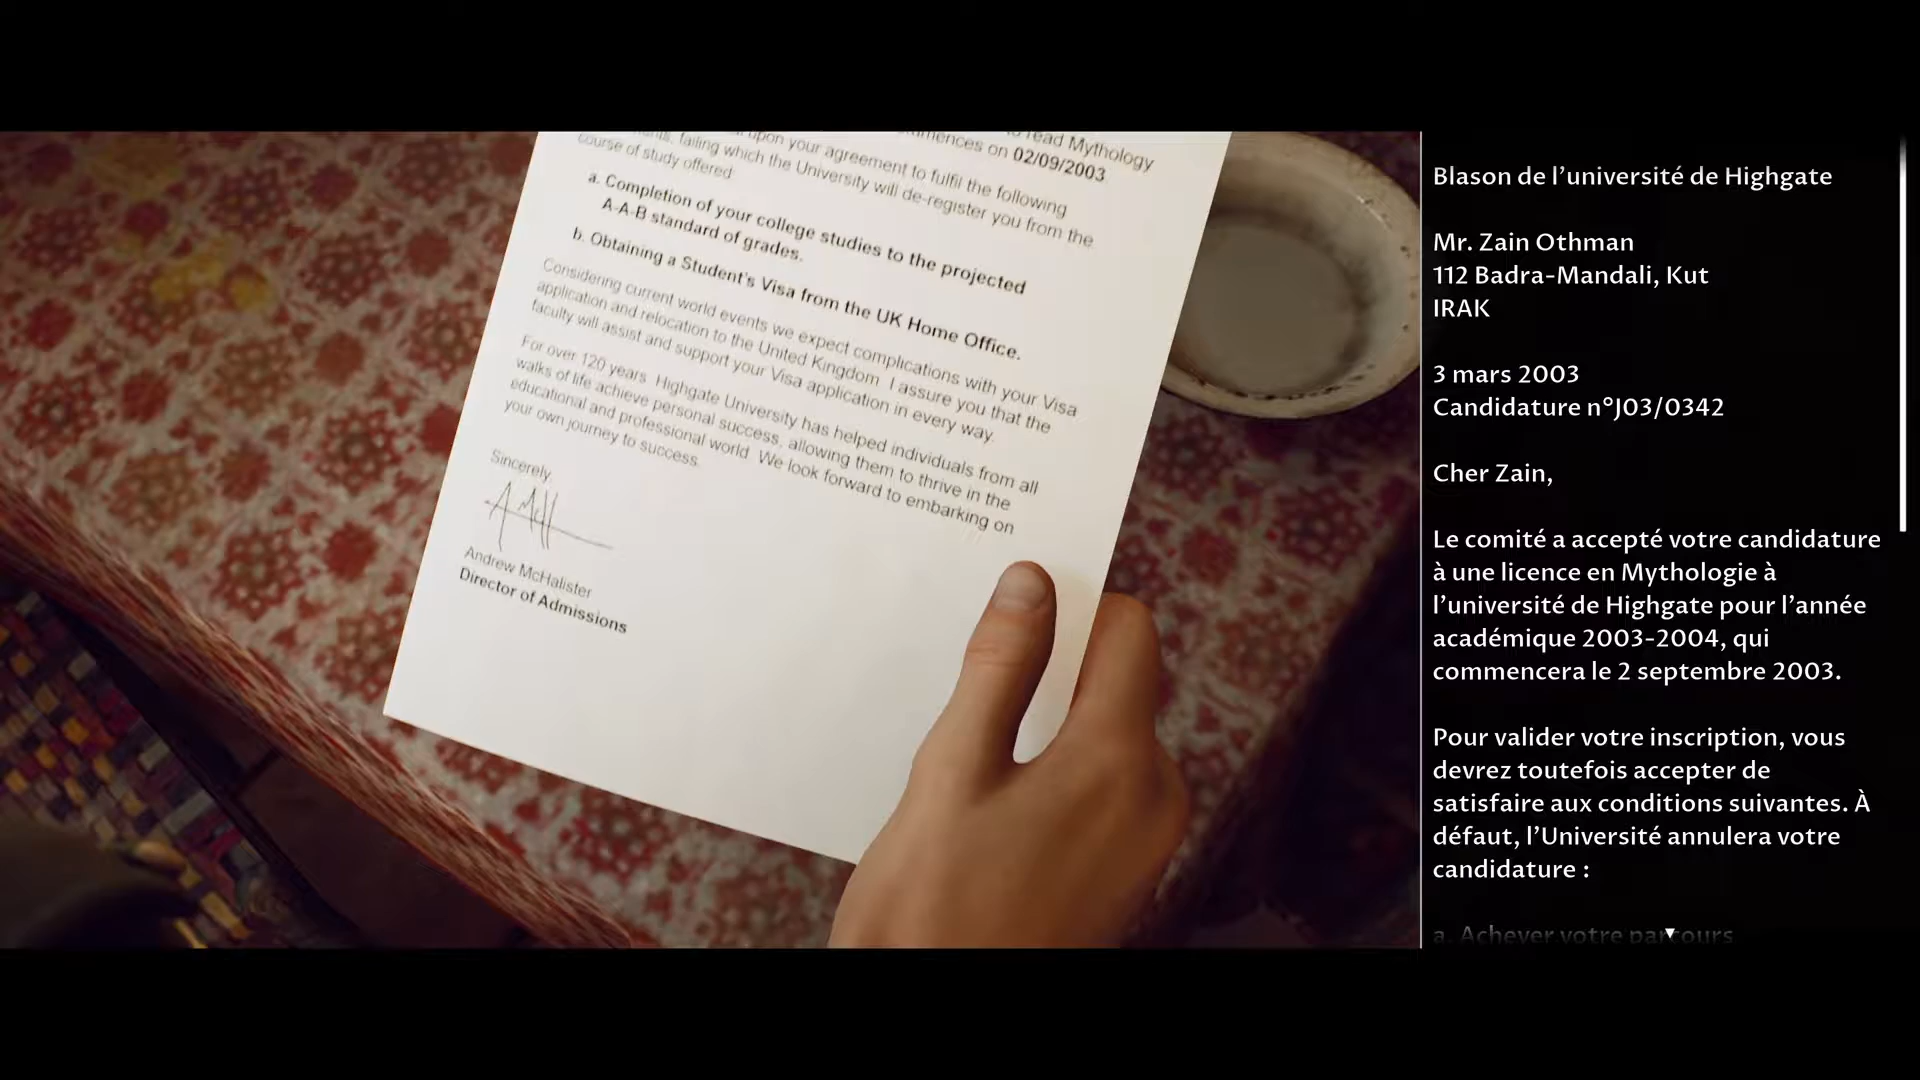 to read Mythology
commences on 02/09/2003
upon your agreement to fulfil the following
failing which the University will de-register you from the
course of study offered
a. Completion of your college studies to the projected
A-A-B standard of grades.
b. Obtaining a Student's Visa from the UK Home Office.
Considering current world events we expect complications with your Visa
application and relocation to the United Kingdom. I assure you that the
faculty will assist and support your Visa application in every way.
For over 120 years, Highgate University has helped individuals from all
walks of life achieve personal success, allowing them to thrive in the
educational and professional world. We look forward to embarking on
your own journey to success.
Sincerely,
Andrew McHalister
Director of Admissions
Blason de l'université de Highgate
Mr. Zain Othman
112 Badra-Mandali, Kut
IRAK
3 mars 2003
Candidature n°J03/0342
Cher Zain,
Le comité a accepté votre candidature
à une licence en Mythologie à
l'université de Highgate pour l'année
académique 2003-2004, qui
commencera le 2 septembre 2003.
Pour valider votre inscription, vous
devrez toutefois accepter de
satisfaire aux conditions suivantes. À
défaut, l'Université annulera votre
candidature :
a. Achever votre parcours